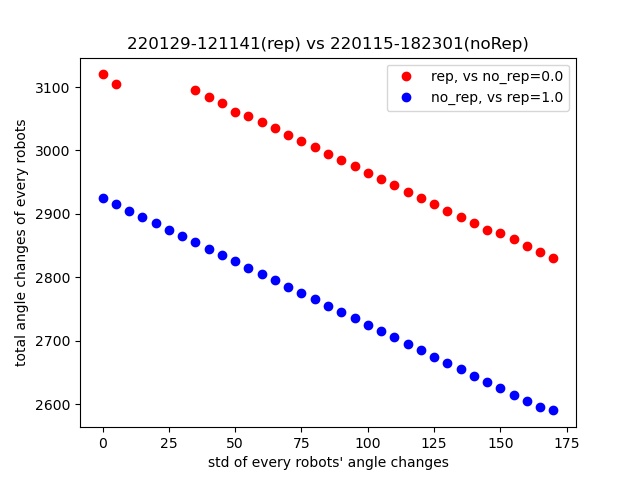 220129-121141(rep) vs 220115-182301(noRep)
rep, vs no_rep=0.0
no_rep, vs rep=1.0
total angle changes of every robots
3100
3000
2900
2800
2700
2600
0 25 50 75 100 125 150 175
std of every robots' angle changes